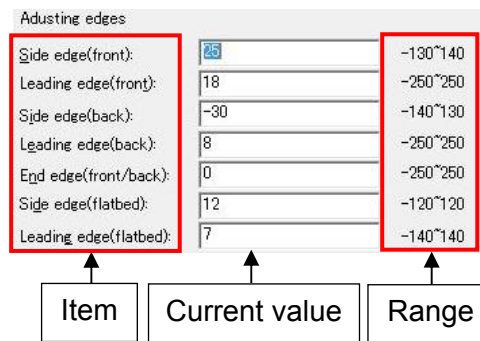 Adusting edges
Side edge(front): 25 -130~140
Leading edge(front): 18 -250~250
Side edge(back): -30 -140~130
Leading edge(back): 8 -250~250
End edge(front/back): 0 -250~250
Side edge(flatbed): 12 -120~120
Leading edge(flatbed): 7 -140~140
Item Current value Range